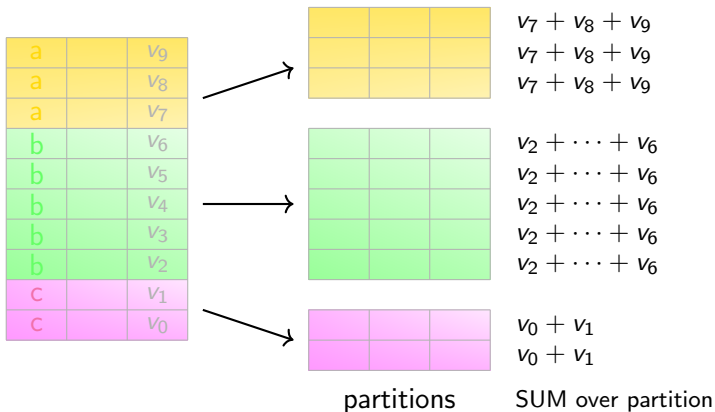 a v₉
a v₈
a v₇
b v₆
b v₅
b v₄
b v₃
b v₂
c v₁
c v₀
v₇ + v₈ + v₉
v₇ + v₈ + v₉
v₇ + v₈ + v₉
v₂ + ⋯ + v₆
v₂ + ⋯ + v₆
v₂ + ⋯ + v₆
v₂ + ⋯ + v₆
v₂ + ⋯ + v₆
v₀ + v₁
v₀ + v₁
partitions
SUM over partition